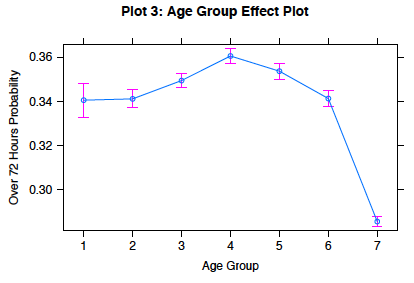 Plot 3: Age Group Effect Plot
Over 72 Hours Probability
0.36
0.34
0.32
0.30
1 2 3 4 5 6 7
Age Group